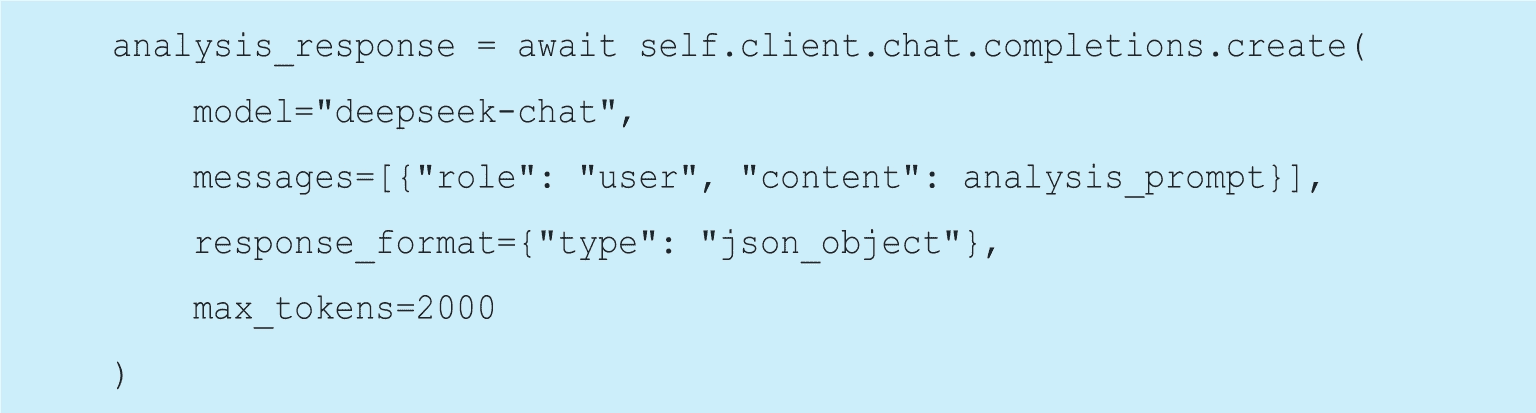 analysis_response = await self.client.chat.completions.create(
    model="deepseek-chat",
    messages=[{"role": "user", "content": analysis_prompt}],
    response_format={"type": "json_object"},
    max_tokens=2000
)